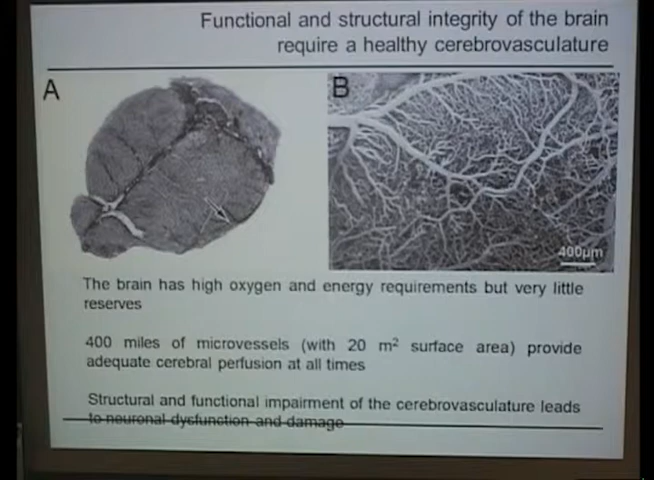 Functional and structural integrity of the brain
require a healthy cerebrovasculature
A
B
400µm
The brain has high oxygen and energy requirements but very little
reserves
400 miles of microvessels (with 20 m² surface area) provide
adequate cerebral perfusion at all times
Structural and functional impairment of the cerebrovasculature leads
to neuronal dysfunction and damage